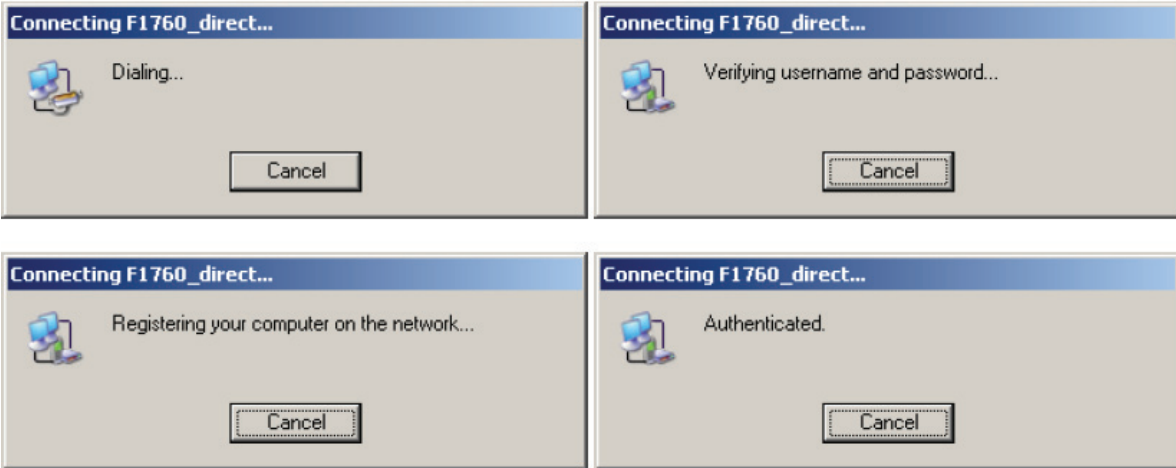 Connecting F1760_direct...
Dialing...
Cancel
Connecting F1760_direct...
Verifying username and password...
Cancel
Connecting F1760_direct...
Registering your computer on the network...
Cancel
Connecting F1760_direct...
Authenticated.
Cancel